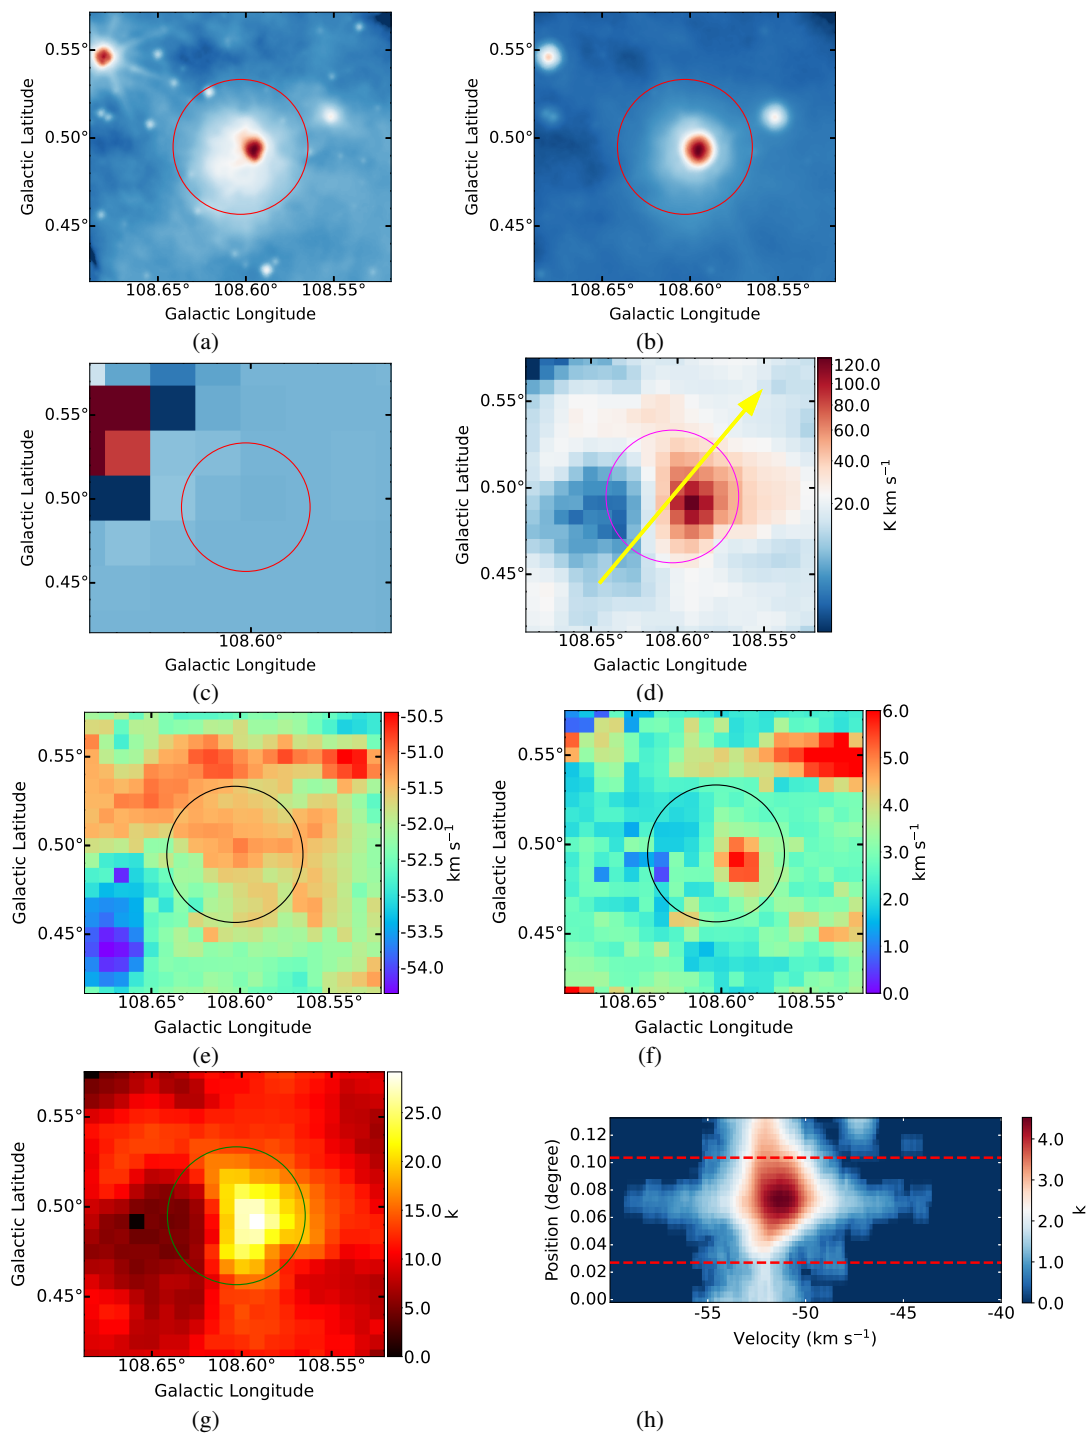 0.55°
0.50°
0.45°
Galactic Latitude
108.65° 108.60° 108.55°
Galactic Longitude
(a)
0.55°
0.50°
0.45°
Galactic Latitude
108.65° 108.60° 108.55°
Galactic Longitude
(b)
0.55°
0.50°
0.45°
Galactic Latitude
108.60°
Galactic Longitude
(c)
0.55°
0.50°
0.45°
Galactic Latitude
108.65° 108.60° 108.55°
Galactic Longitude
120.0
100.0
80.0
60.0
40.0
20.0
K km s⁻¹
(d)
0.55°
0.50°
0.45°
Galactic Latitude
108.65° 108.60° 108.55°
Galactic Longitude
-50.5
-51.0
-51.5
-52.0
-52.5
-53.0
-53.5
-54.0
km s⁻¹
(e)
0.55°
0.50°
0.45°
Galactic Latitude
108.65° 108.60° 108.55°
Galactic Longitude
6.0
5.0
4.0
3.0
2.0
1.0
0.0
km s⁻¹
(f)
0.55°
0.50°
0.45°
Galactic Latitude
108.65° 108.60° 108.55°
Galactic Longitude
25.0
20.0
15.0
10.0
5.0
0.0
k
(g)
0.12
0.10
0.08
0.06
0.04
0.02
0.00
Position (degree)
-55 -50 -45 -40
Velocity (km s⁻¹)
4.0
3.0
2.0
1.0
0.0
k
(h)